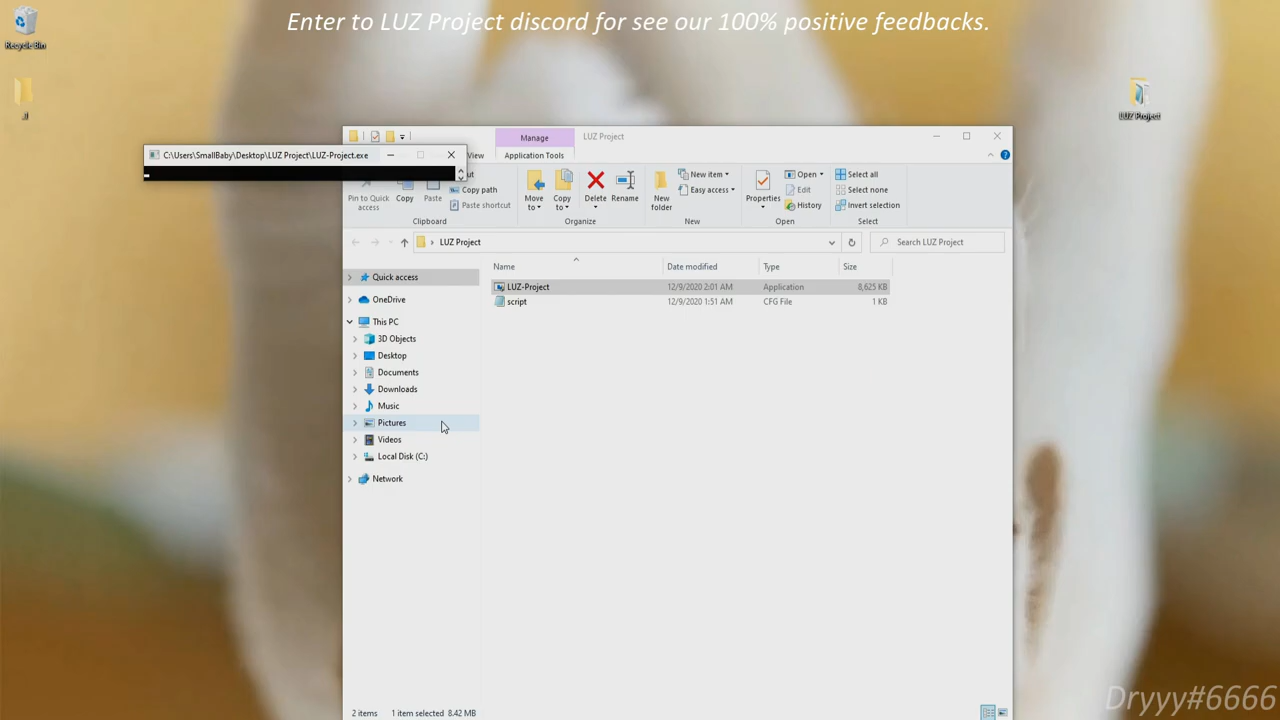 Enter to LUZ Project discord for see our 100% positive feedbacks.
Recycle Bin
.l
LUZ Project
C:\Users\SmallBaby\Desktop\LUZ Project\LUZ-Project.exe
Manage
LUZ Project
View
Application Tools
Pin to Quick access
Copy
Paste
Copy path
Paste shortcut
Clipboard
Move to
Copy to
Delete
Rename
Organize
New folder
New item
Easy access
New
Properties
Open
Edit
History
Open
Select all
Select none
Invert selection
Select
LUZ Project
Search LUZ Project
Name Date modified Type Size
LUZ-Project 12/9/2020 2:01 AM Application 8,625 KB
script 12/9/2020 1:51 AM CFG File 1 KB
Quick access
OneDrive
This PC
3D Objects
Desktop
Documents
Downloads
Music
Pictures
Videos
Local Disk (C:)
Network
2 items 1 item selected 8.42 MB
Dryyy#6666